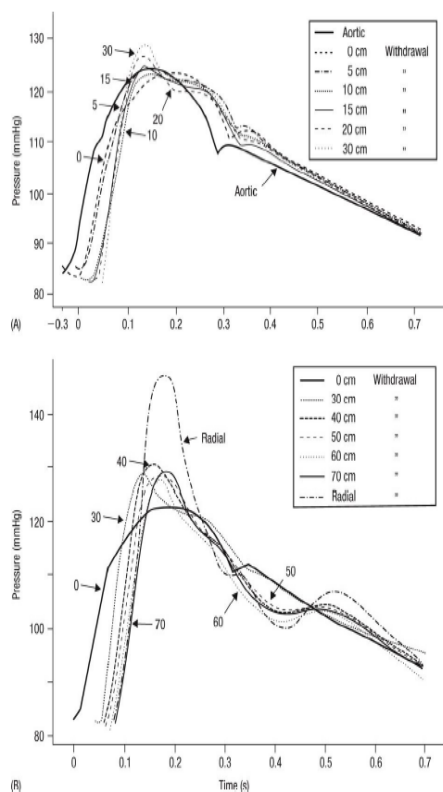 130
120
110
100
90
80
Pressure (mmHg)
30
15
5
0
10
20
Aortic
Aortic
0 cm Withdrawal
5 cm "
10 cm "
15 cm "
20 cm "
30 cm "
(A)
−0.3 0 0.1 0.2 0.3 0.4 0.5 0.6 0.7
140
120
100
80
Pressure (mmHg)
0 cm Withdrawal
30 cm "
40 cm "
50 cm "
60 cm "
70 cm "
Radial "
Radial
40
30
0
70
60
50
0 0.1 0.2 0.3 0.4 0.5 0.6 0.7
(B) Time (s)